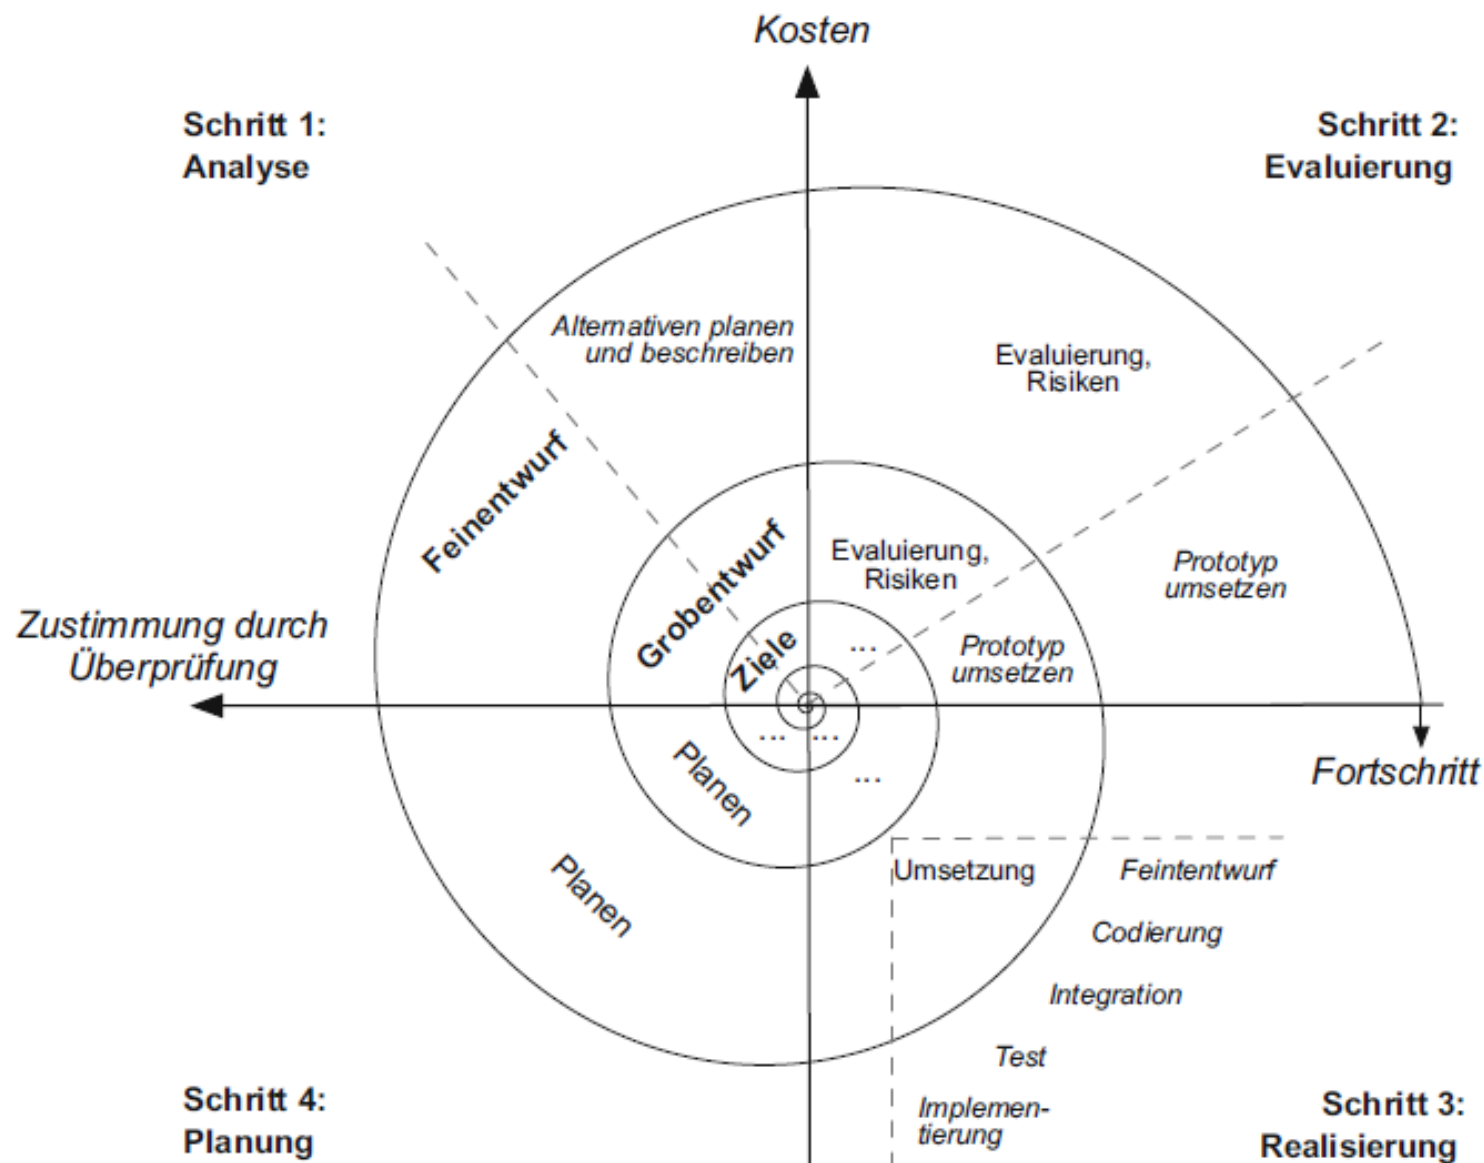 Kosten
Schritt 1:
Analyse
Schritt 2:
Evaluierung
Alternativen planen
und beschreiben
Evaluierung,
Risiken
Feinentwurf
Grobentwurf
Ziele
Evaluierung,
Risiken
...
Prototyp
umsetzen
Prototyp
umsetzen
Zustimmung durch
Überprüfung
Fortschritt
... ...
...
Planen
Planen
Umsetzung
Feintentwurf
Codierung
Integration
Test
Implemen-
tierung
Schritt 4:
Planung
Schritt 3:
Realisierung